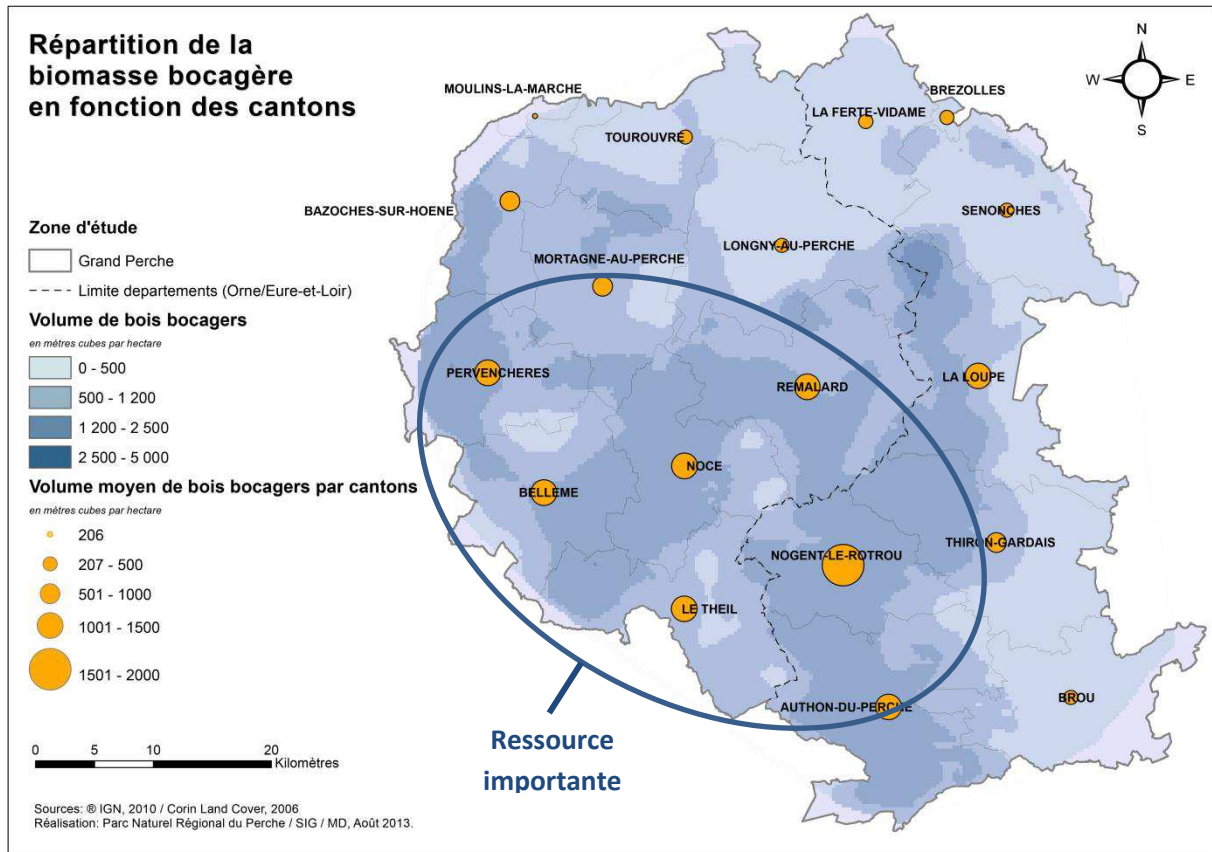 Répartition de la
biomasse bocagère
en fonction des cantons
N
W
E
S
MOULINS-LA-MARCHE
TOUROUVRE
LA FERTE-VIDAME
BREZOLLES
BAZOCHES-SUR-HOENE
SENONCHES
LONGNY-AU-PERCHE
MORTAGNE-AU-PERCHE
PERVENCHERES
REMALARD
LA LOUPE
NOCE
BELLEME
THIRON-GARDAIS
NOGENT-LE-ROTROU
LE THEIL
AUTHON-DU-PERCHE
BROU
Ressource
importante
Zone d'étude
Grand Perche
Limite departements (Orne/Eure-et-Loir)
Volume de bois bocagers
en mètres cubes par hectare
0 - 500
500 - 1 200
1 200 - 2 500
2 500 - 5 000
Volume moyen de bois bocagers par cantons
en mètres cubes par hectare
206
207 - 500
501 - 1000
1001 - 1500
1501 - 2000
0 5 10 20
Kilomètres
Sources: ® IGN, 2010 / Corin Land Cover, 2006
Réalisation: Parc Naturel Régional du Perche / SIG / MD, Août 2013.